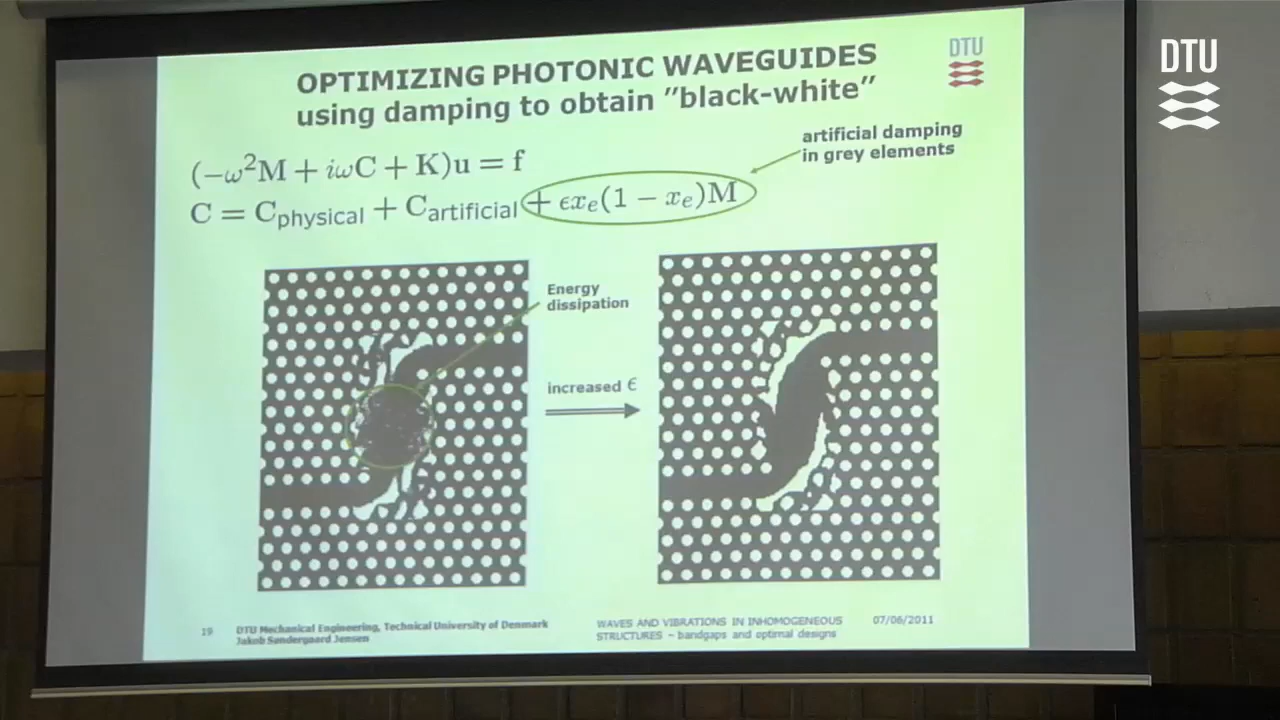 DTU
OPTIMIZING PHOTONIC WAVEGUIDES
using damping to obtain ”black-white”
DTU
artificial damping
in grey elements
(−ω²M + iωC + K)u = f
C = C_physical + C_artificial + ϵx_e(1 − x_e)M
Energy
dissipation
increased ϵ
19
DTU Mechanical Engineering, Technical University of Denmark
Jakob Søndergaard Jensen
WAVES AND VIBRATIONS IN INHOMOGENEOUS
STRUCTURES – bandgaps and optimal designs
07/06/2011